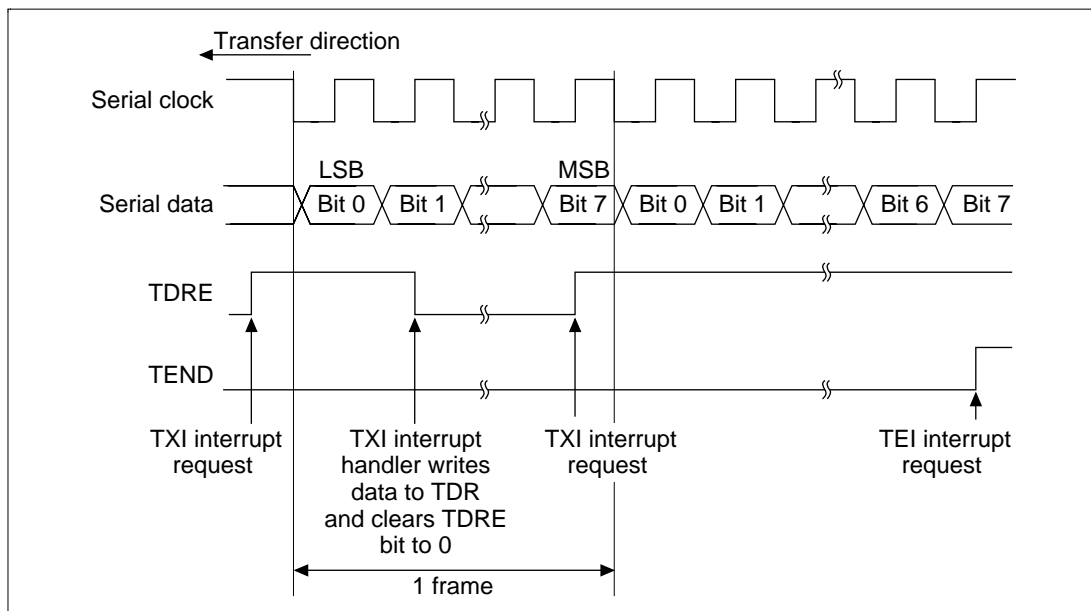 Transfer direction
Serial clock
LSB
MSB
Serial data
Bit 0
Bit 1
Bit 7
Bit 0
Bit 1
Bit 6
Bit 7
TDRE
TEND
TXI interrupt
request
TXI interrupt
handler writes
data to TDR
and clears TDRE
bit to 0
TXI interrupt
request
TEI interrupt
request
1 frame